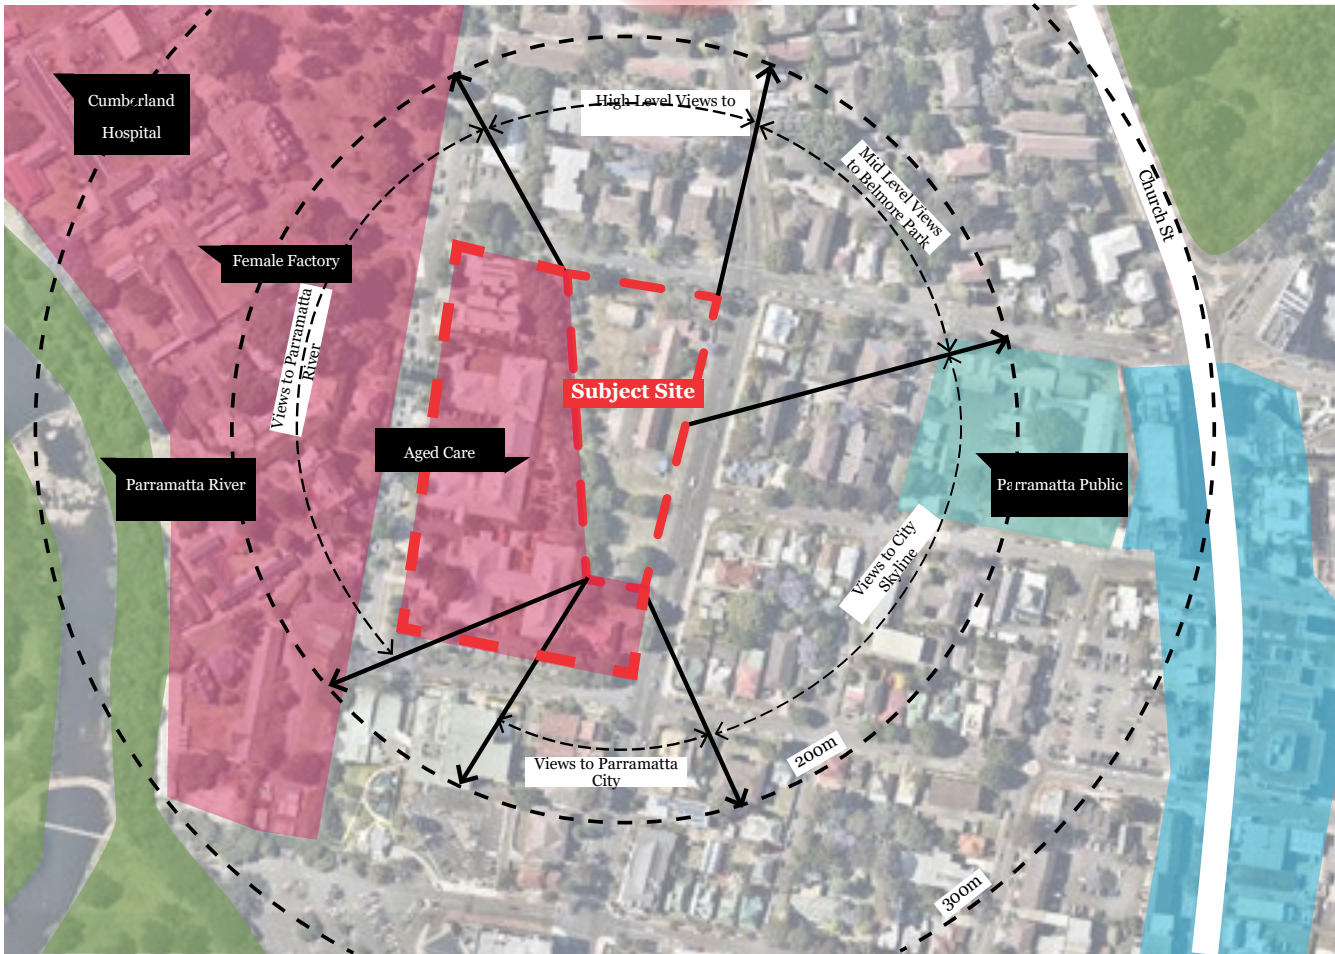 Cumberland
Hospital
High Level Views to
Mid Level Views
to Belmore Park
Church St
Female Factory
Views to Parramatta
River
Subject Site
Aged Care
Parramatta River
Parramatta Public
Views to City
Skyline
Views to Parramatta
City
200m
300m